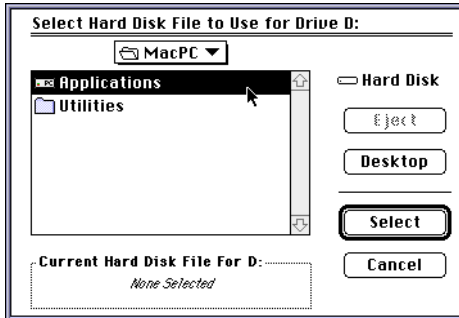 Select Hard Disk File to Use for Drive D:
MacPC
Applications
Utilities
Hard Disk
Eject
Desktop
Select
Cancel
Current Hard Disk File For D:
None Selected